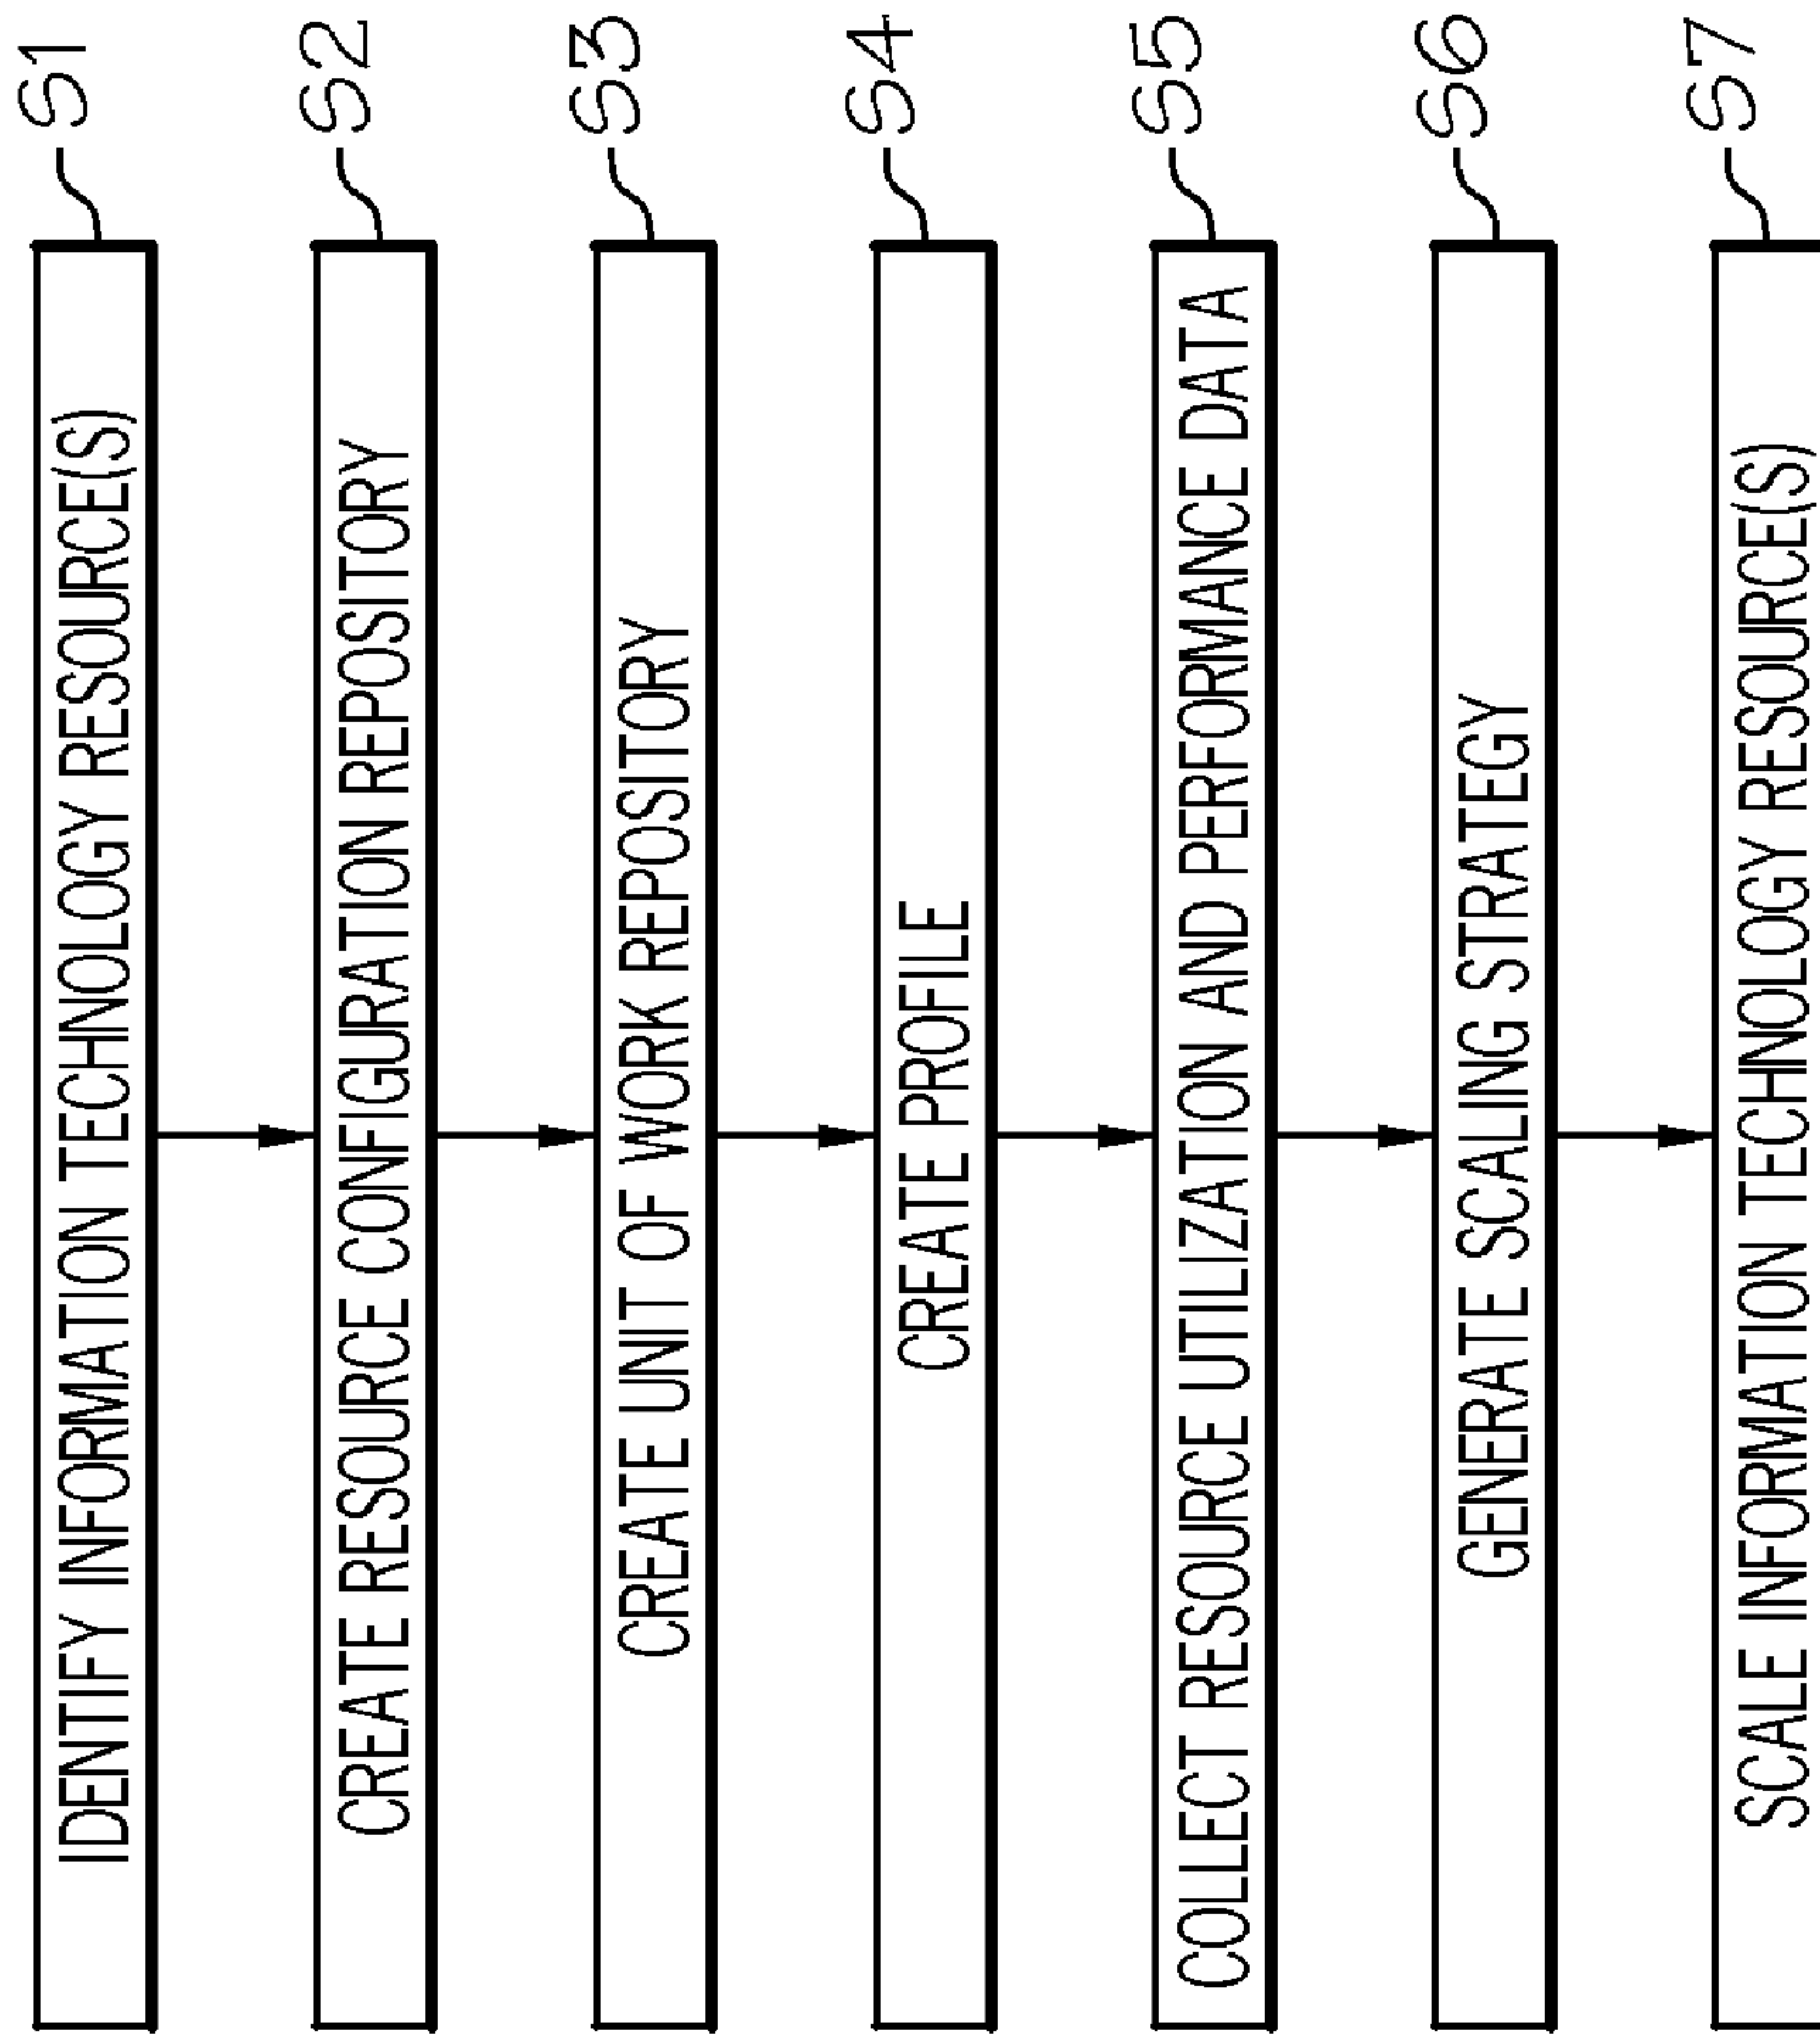 IDENTIFY INFORMATION TECHNOLOGY RESOURCE(S) S1
CREATE RESOURCE CONFIGURATION REPOSITORY S2
CREATE UNIT OF WORK REPOSITORY S3
CREATE PROFILE S4
COLLECT RESOURCE UTILIZATION AND PERFORMANCE DATA S5
GENERATE SCALING STRATEGY S6
SCALE INFORMATION TECHNOLOGY RESOURCE(S) S7